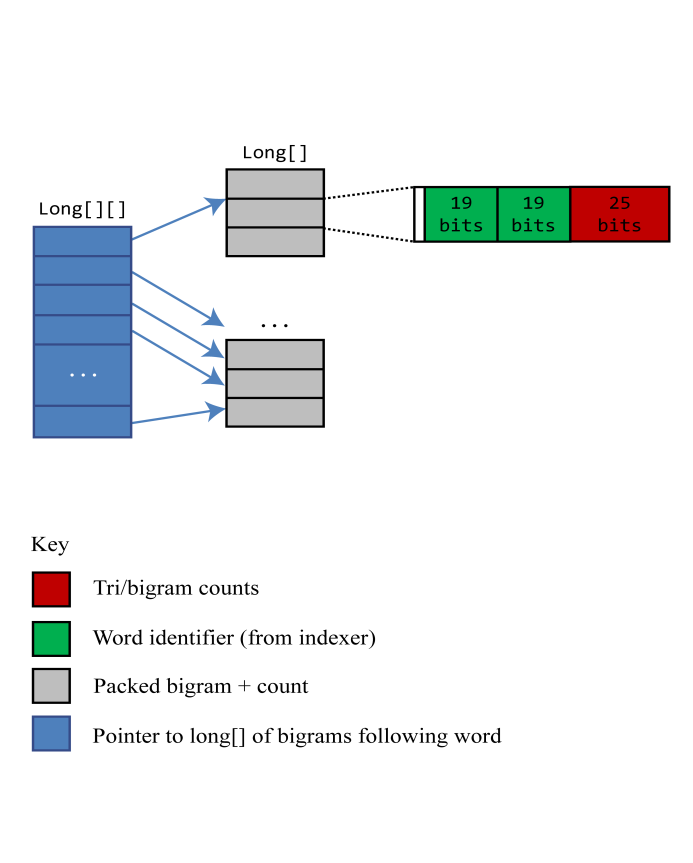 Long[]
Long[][]
19 bits
19 bits
25 bits
...
...
Key
Tri/bigram counts
Word identifier (from indexer)
Packed bigram + count
Pointer to long[] of bigrams following word